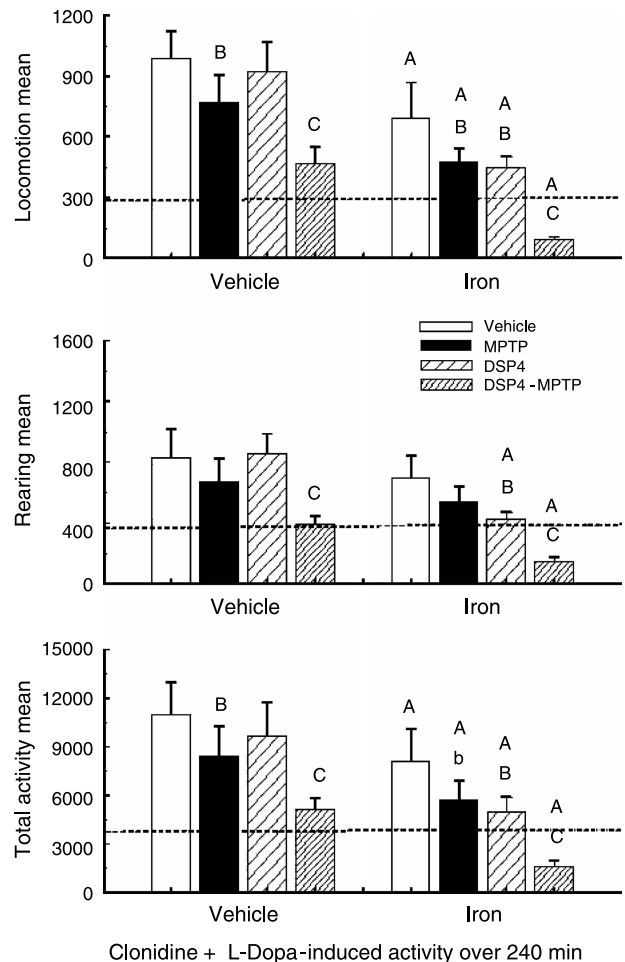 1200
900
600
300
0
Locomotion mean
B
C
A
A
B
A
B
A
C
Vehicle
Iron
1600
1200
800
400
0
Rearing mean
Vehicle
MPTP
DSP4
DSP4 - MPTP
C
A
B
A
C
Vehicle
Iron
15000
12000
9000
6000
3000
0
Total activity mean
B
C
A
A
b
A
B
A
C
Vehicle
Iron
Clonidine + L-Dopa-induced activity over 240 min